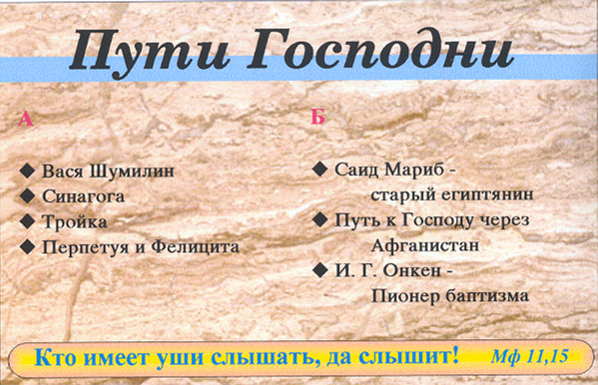 Пути Господни
А
◆ Вася Шумилин
◆ Синагога
◆ Тройка
◆ Перпетуя и Фелицита
Б
◆ Саид Мариб -
старый египтянин
◆ Путь к Господу через
Афганистан
◆ И. Г. Онкен -
Пионер баптизма
Кто имеет уши слышать, да слышит! Мф 11,15